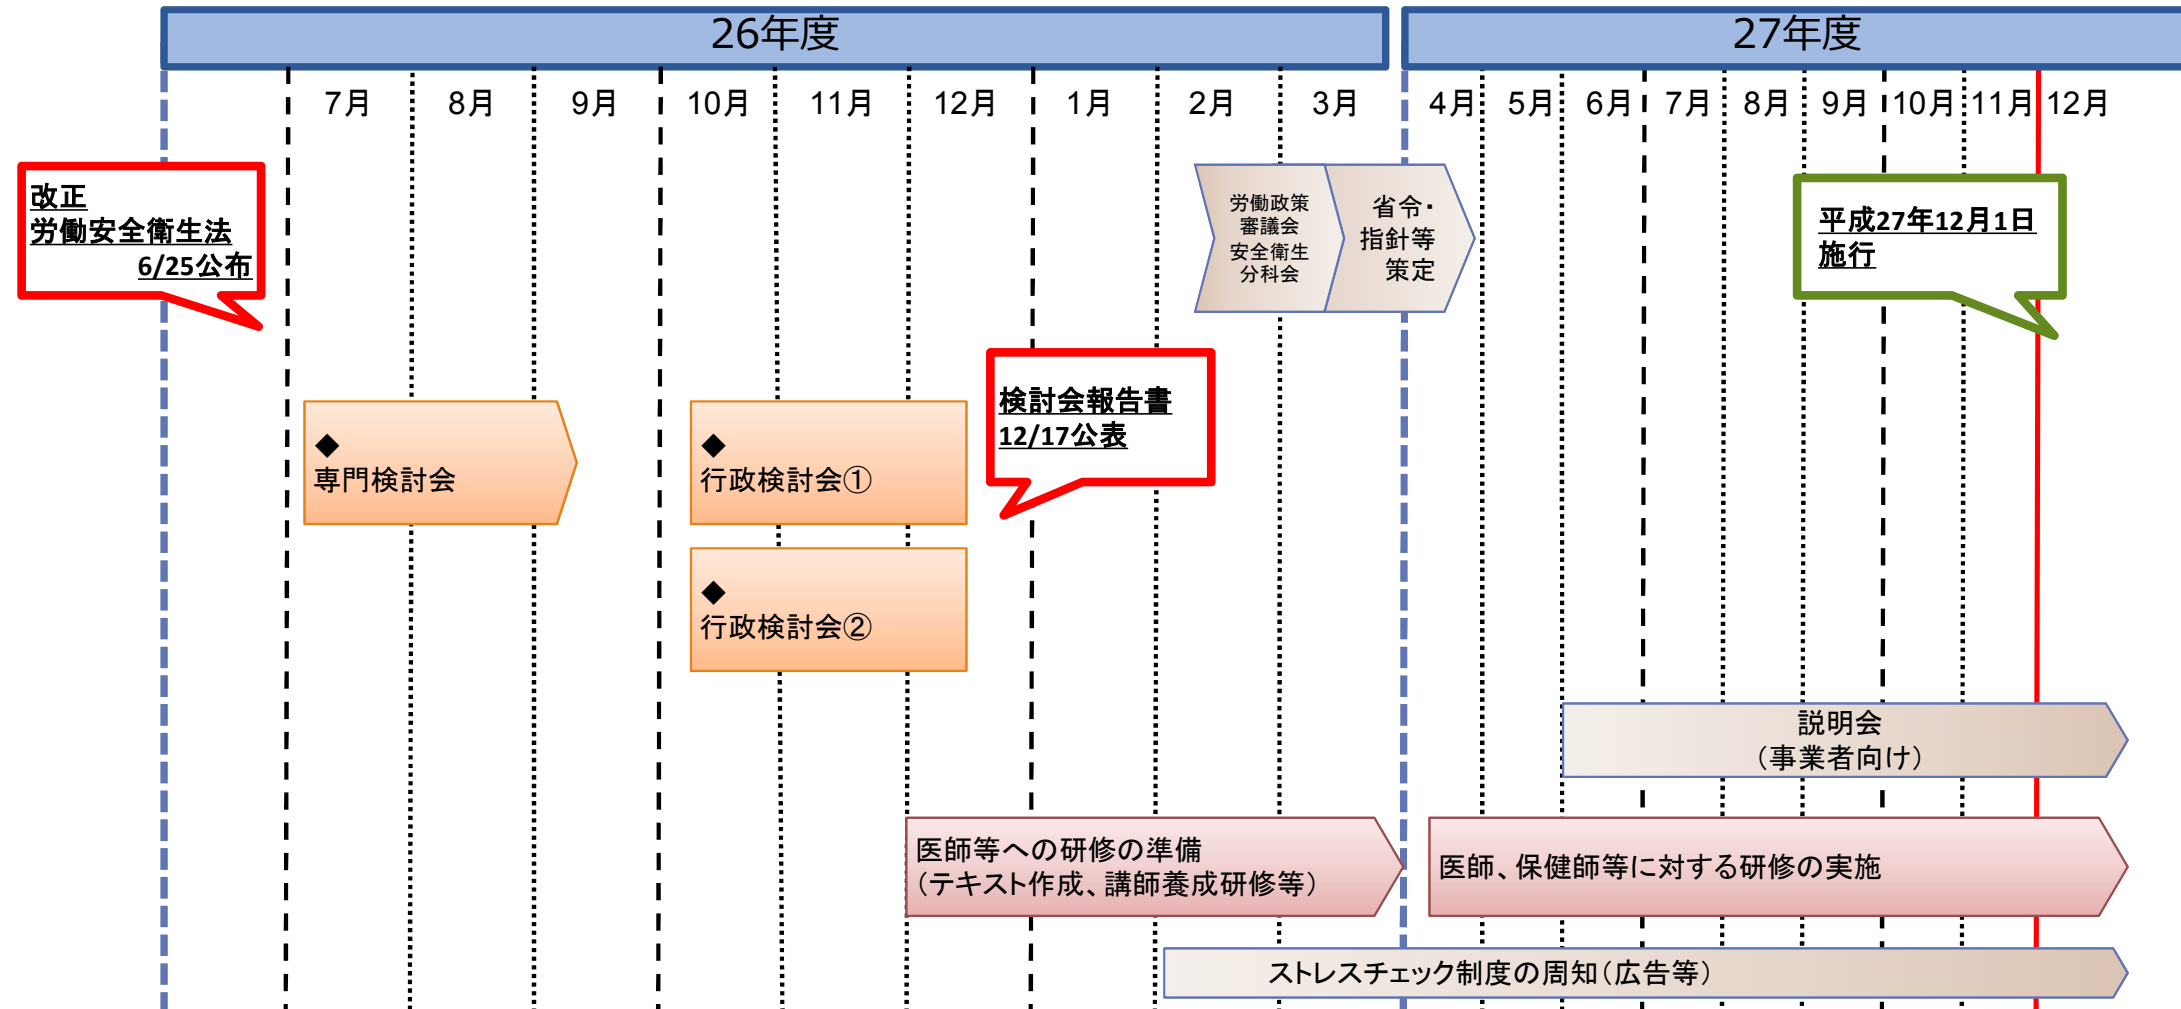 26年度
27年度
7月
8月
9月
10月
11月
12月
1月
2月
3月
4月
5月
6月
7月
8月
9月
10月
11月
12月
改正
労働安全衛生法
6/25公布
労働政策
審議会
安全衛生
分科会
省令・
指針等
策定
平成27年12月1日
施行
検討会報告書
12/17公表
◆
専門検討会
◆
行政検討会①
◆
行政検討会②
説明会
（事業者向け）
医師等への研修の準備
（テキスト作成、講師養成研修等）
医師、保健師等に対する研修の実施
ストレスチェック制度の周知（広告等）